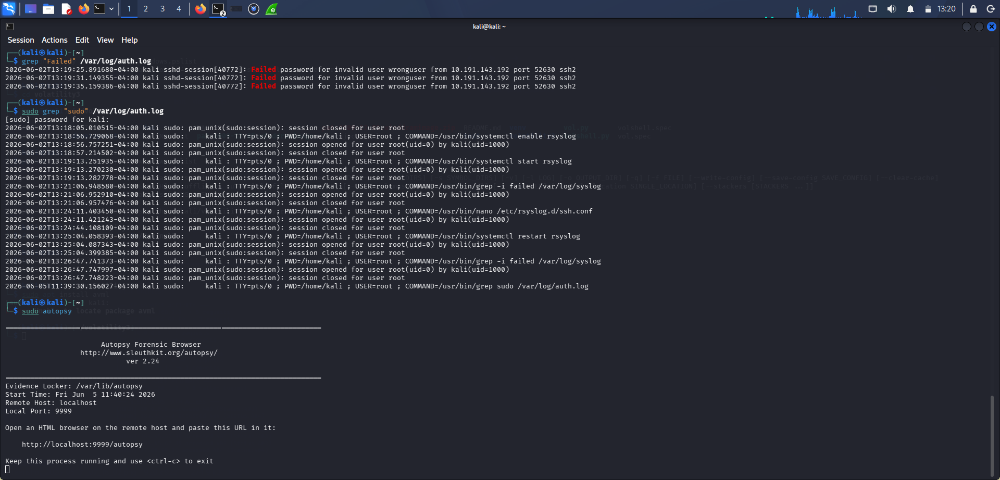 1 2 3 4
2
13:20
kali@kali: ~
Session Actions Edit View Help
┌──(kali㉿kali)-[~]
└─$ grep "Failed" /var/log/auth.log
2026-06-02T13:19:25.891680-04:00 kali sshd-session[40772]: Failed password for invalid user wronguser from 10.191.143.192 port 52630 ssh2
2026-06-02T13:19:31.149355-04:00 kali sshd-session[40772]: Failed password for invalid user wronguser from 10.191.143.192 port 52630 ssh2
2026-06-02T13:19:35.159386-04:00 kali sshd-session[40772]: Failed password for invalid user wronguser from 10.191.143.192 port 52630 ssh2
┌──(kali㉿kali)-[~]
└─$ sudo grep "sudo" /var/log/auth.log
[sudo] password for kali:
2026-06-02T13:18:05.010515-04:00 kali sudo: pam_unix(sudo:session): session closed for user root
2026-06-02T13:18:56.729068-04:00 kali sudo:     kali : TTY=pts/0 ; PWD=/home/kali ; USER=root ; COMMAND=/usr/bin/systemctl enable rsyslog
2026-06-02T13:18:56.757251-04:00 kali sudo: pam_unix(sudo:session): session opened for user root(uid=0) by kali(uid=1000)
2026-06-02T13:18:57.214502-04:00 kali sudo: pam_unix(sudo:session): session closed for user root
2026-06-02T13:19:13.251935-04:00 kali sudo:     kali : TTY=pts/0 ; PWD=/home/kali ; USER=root ; COMMAND=/usr/bin/systemctl start rsyslog
2026-06-02T13:19:13.270230-04:00 kali sudo: pam_unix(sudo:session): session opened for user root(uid=0) by kali(uid=1000)
2026-06-02T13:19:13.282778-04:00 kali sudo: pam_unix(sudo:session): session closed for user root
2026-06-02T13:21:06.948580-04:00 kali sudo:     kali : TTY=pts/0 ; PWD=/home/kali ; USER=root ; COMMAND=/usr/bin/grep -i failed /var/log/syslog
2026-06-02T13:21:06.952910-04:00 kali sudo: pam_unix(sudo:session): session opened for user root(uid=0) by kali(uid=1000)
2026-06-02T13:21:06.957476-04:00 kali sudo: pam_unix(sudo:session): session closed for user root
2026-06-02T13:24:11.403450-04:00 kali sudo:     kali : TTY=pts/0 ; PWD=/home/kali ; USER=root ; COMMAND=/usr/bin/nano /etc/rsyslog.d/ssh.conf
2026-06-02T13:24:11.421243-04:00 kali sudo: pam_unix(sudo:session): session opened for user root(uid=0) by kali(uid=1000)
2026-06-02T13:24:44.108109-04:00 kali sudo: pam_unix(sudo:session): session closed for user root
2026-06-02T13:25:04.058393-04:00 kali sudo:     kali : TTY=pts/0 ; PWD=/home/kali ; USER=root ; COMMAND=/usr/bin/systemctl restart rsyslog
2026-06-02T13:25:04.087343-04:00 kali sudo: pam_unix(sudo:session): session opened for user root(uid=0) by kali(uid=1000)
2026-06-02T13:25:04.399385-04:00 kali sudo: pam_unix(sudo:session): session closed for user root
2026-06-02T13:26:47.741373-04:00 kali sudo:     kali : TTY=pts/0 ; PWD=/home/kali ; USER=root ; COMMAND=/usr/bin/grep -i failed /var/log/syslog
2026-06-02T13:26:47.747997-04:00 kali sudo: pam_unix(sudo:session): session opened for user root(uid=0) by kali(uid=1000)
2026-06-02T13:26:47.748223-04:00 kali sudo: pam_unix(sudo:session): session closed for user root
2026-06-05T11:39:30.156027-04:00 kali sudo:     kali : TTY=pts/0 ; PWD=/home/kali ; USER=root ; COMMAND=/usr/bin/grep sudo /var/log/auth.log
┌──(kali㉿kali)-[~]
└─$ sudo autopsy
============================================================================
Autopsy Forensic Browser
http://www.sleuthkit.org/autopsy/
ver 2.24
============================================================================
Evidence Locker: /var/lib/autopsy
Start Time: Fri Jun  5 11:40:24 2026
Remote Host: localhost
Local Port: 9999
Open an HTML browser on the remote host and paste this URL in it:
http://localhost:9999/autopsy
Keep this process running and use <ctrl-c> to exit